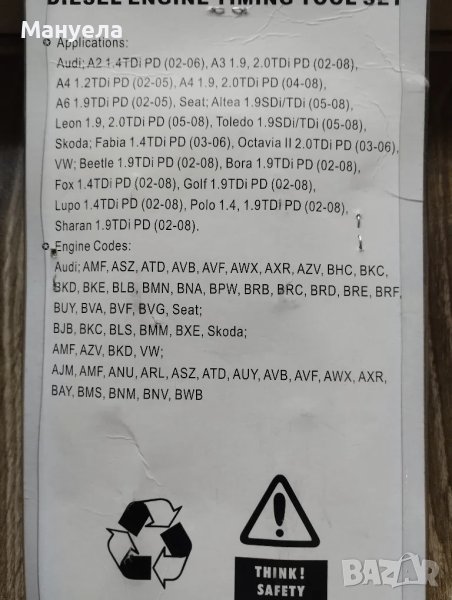 DIESEL ENGINE TIMING TOOL SET
Manyela
Applications:
Audi; A2 1.4TDi PD (02-06), A3 1.9, 2.0TDi PD (02-08),
A4 1.2TDi PD (02-05), A4 1.9, 2.0TDi PD (04-08),
A6 1.9TDi PD (02-05), Seat; Altea 1.9SDi/TDi (05-08),
Leon 1.9, 2.0TDi PD (05-08), Toledo 1.9SDi/TDi (05-08),
Skoda; Fabia 1.4TDi PD (03-06), Octavia II 2.0TDi PD (03-06),
VW; Beetle 1.9TDi PD (02-08), Bora 1.9TDi PD (02-08),
Fox 1.4TDi PD (02-08), Golf 1.9TDi PD (02-08),
Lupo 1.4TDi PD (02-08), Polo 1.4, 1.9TDi PD (02-08),
Sharan 1.9TDi PD (02-08).
Engine Codes:
Audi; AMF, ASZ, ATD, AVB, AVF, AWX, AXR, AZV, BHC, BKC,
BKD, BKE, BLB, BMN, BNA, BPW, BRB, BRC, BRD, BRE, BRF,
BUY, BVA, BVF, BVG, Seat;
BJB, BKC, BLS, BMM, BXE, Skoda;
AMF, AZV, BKD, VW;
AJM, AMF, ANU, ARL, ASZ, ATD, AUY, AVB, AVF, AWX, AXR,
BAY, BMS, BNM, BNV, BWB
THINK!
SAFETY
BAZAR